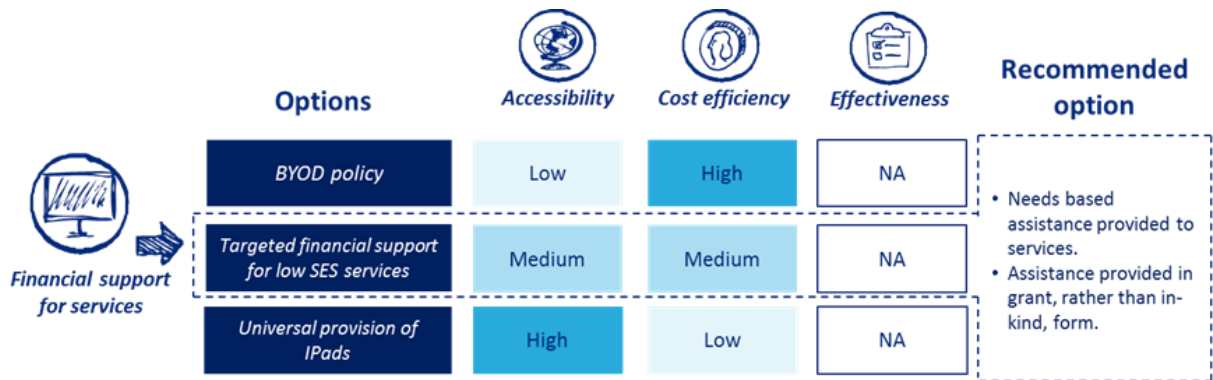 Options
Accessibility
Cost efficiency
Effectiveness
Recommended
option
Financial support
for services
BYOD policy
Low
High
NA
Targeted financial support
for low SES services
Medium
Medium
NA
Universal provision of
IPads
High
Low
NA
• Needs based
assistance provided to
services.
• Assistance provided in
grant, rather than in-
kind, form.